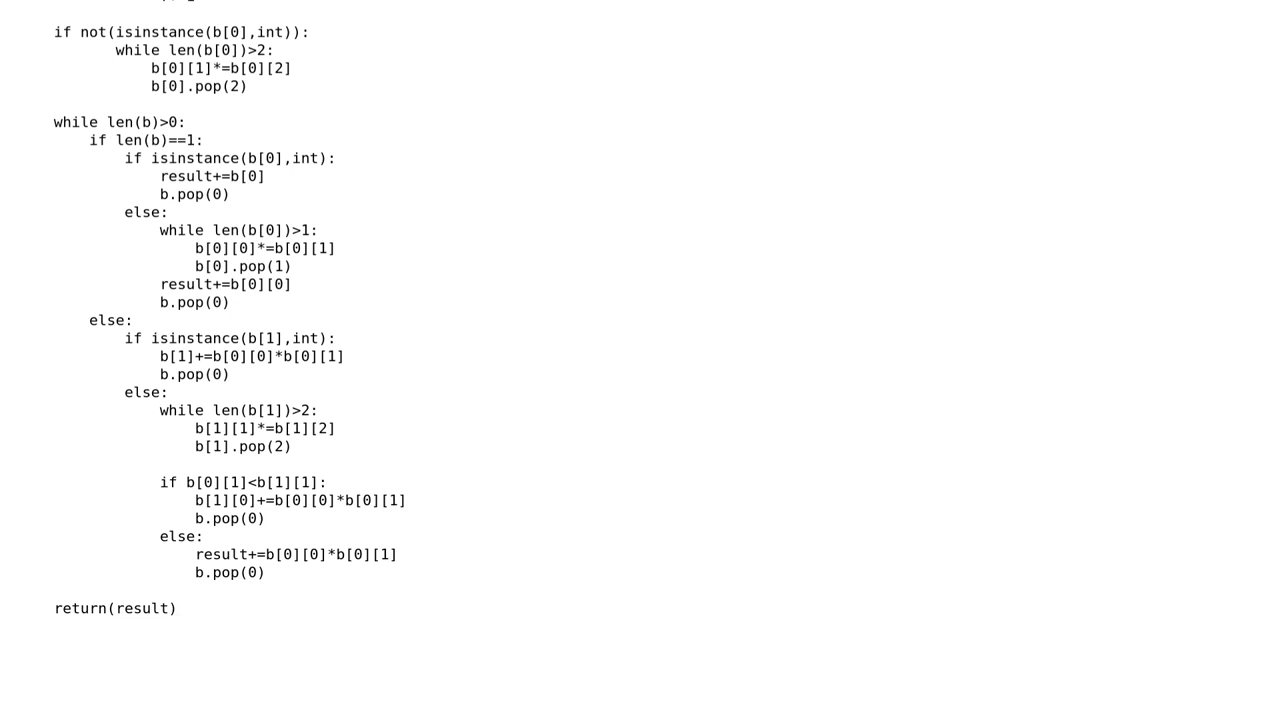 if not(isinstance(b[0],int)):
while len(b[0])>2:
b[0][1]*=b[0][2]
b[0].pop(2)
while len(b)>0:
if len(b)==1:
if isinstance(b[0],int):
result+=b[0]
b.pop(0)
else:
while len(b[0])>1:
b[0][0]*=b[0][1]
b[0].pop(1)
result+=b[0][0]
b.pop(0)
else:
if isinstance(b[1],int):
b[1]+=b[0][0]*b[0][1]
b.pop(0)
else:
while len(b[1])>2:
b[1][1]*=b[1][2]
b[1].pop(2)
if b[0][1]<b[1][1]:
b[1][0]+=b[0][0]*b[0][1]
b.pop(0)
else:
result+=b[0][0]*b[0][1]
b.pop(0)
return(result)